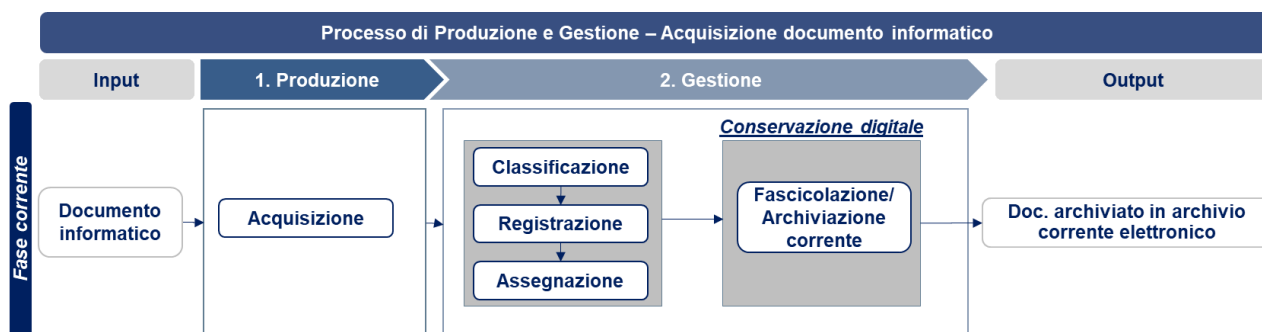 Processo di Produzione e Gestione – Acquisizione documento informatico
Input
1. Produzione
2. Gestione
Output
Fase corrente
Documento
informatico
Acquisizione
Classificazione
Registrazione
Assegnazione
Conservazione digitale
Fascicolazione/
Archiviazione
corrente
Doc. archiviato in archivio
corrente elettronico